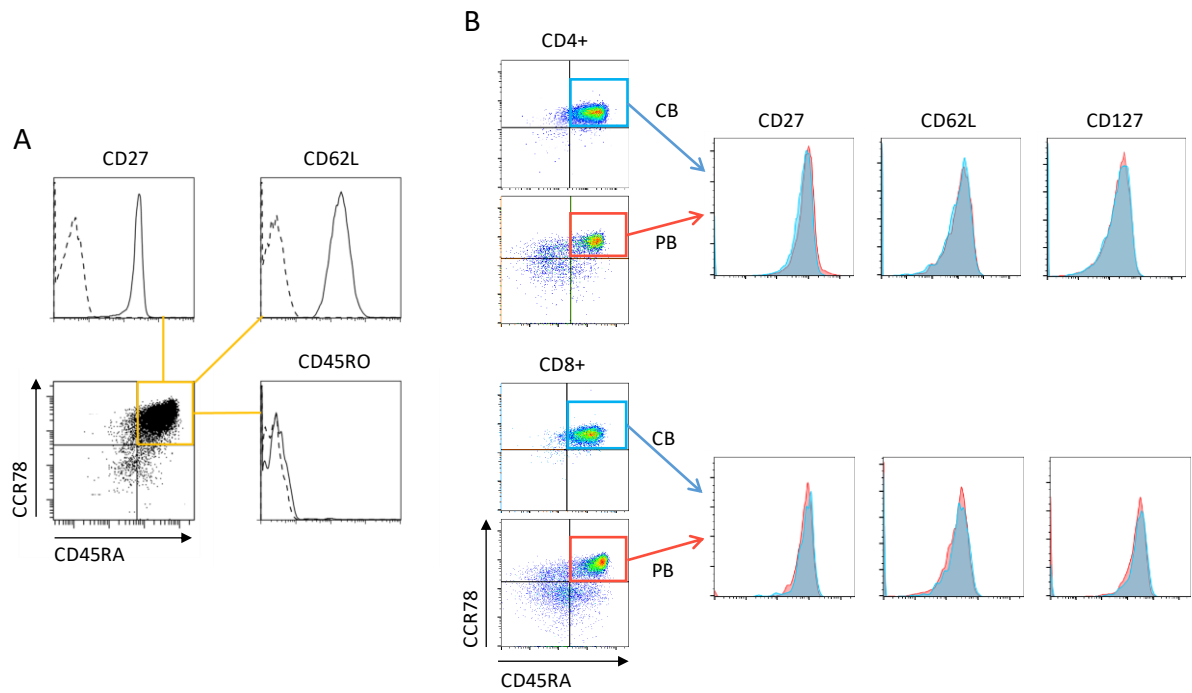 A
CD27
CD62L
CD45RO
CCR78
CD45RA
B
CD4+
CB
PB
CD27
CD62L
CD127
CD8+
CB
PB
CCR78
CD45RA